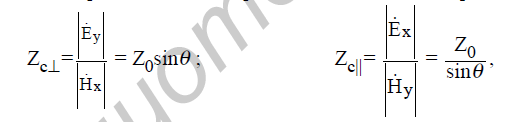 Z_c⊥ = |Ė_y| / |Ḣ_x| = Z_0 sinθ ; Z_c|| = |Ė_x| / |Ḣ_y| = Z_0 / sinθ ,